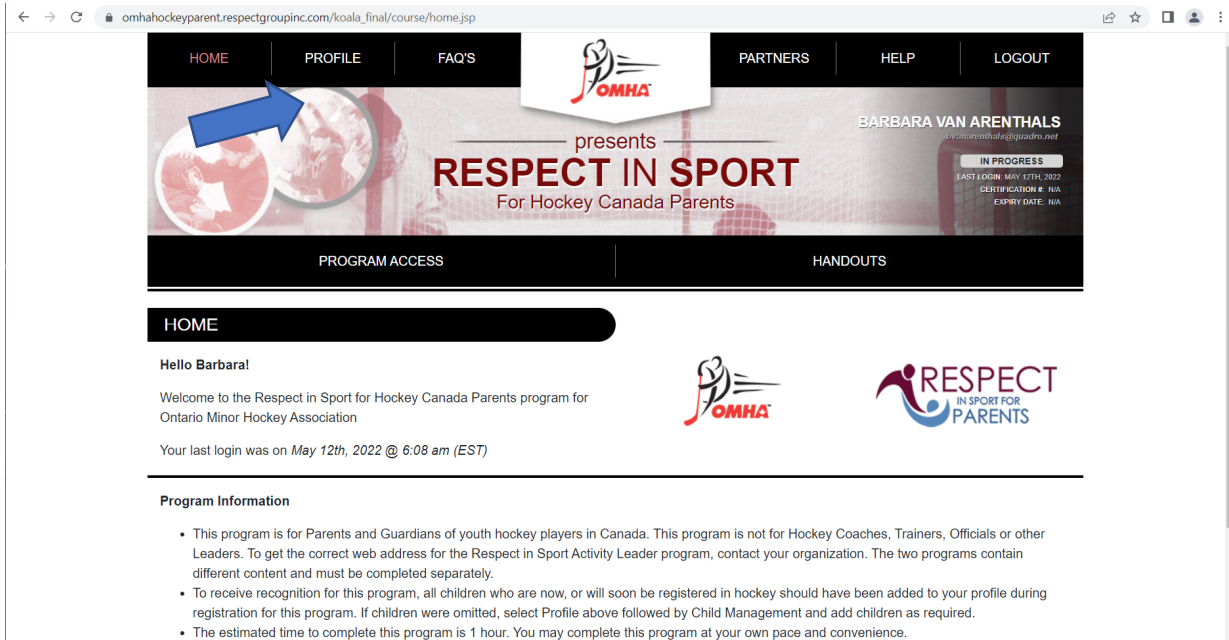 omhahockeyparent.respectgroupinc.com/koala_final/course/home.jsp
HOME PROFILE FAQ'S OMHA PARTNERS HELP LOGOUT
presents
RESPECT IN SPORT
For Hockey Canada Parents
BARBARA VAN ARENTHALS
bvanarenthals@quadro.net
IN PROGRESS
LAST LOGIN: MAY 12TH, 2022
CERTIFICATION #: N/A
EXPIRY DATE: N/A
PROGRAM ACCESS HANDOUTS
HOME
Hello Barbara!
Welcome to the Respect in Sport for Hockey Canada Parents program for
Ontario Minor Hockey Association
Your last login was on May 12th, 2022 @ 6:08 am (EST)
OMHA
RESPECT
IN SPORT FOR
PARENTS
Program Information
• This program is for Parents and Guardians of youth hockey players in Canada. This program is not for Hockey Coaches, Trainers, Officials or other
Leaders. To get the correct web address for the Respect in Sport Activity Leader program, contact your organization. The two programs contain
different content and must be completed separately.
• To receive recognition for this program, all children who are now, or will soon be registered in hockey should have been added to your profile during
registration for this program. If children were omitted, select Profile above followed by Child Management and add children as required.
• The estimated time to complete this program is 1 hour. You may complete this program at your own pace and convenience.